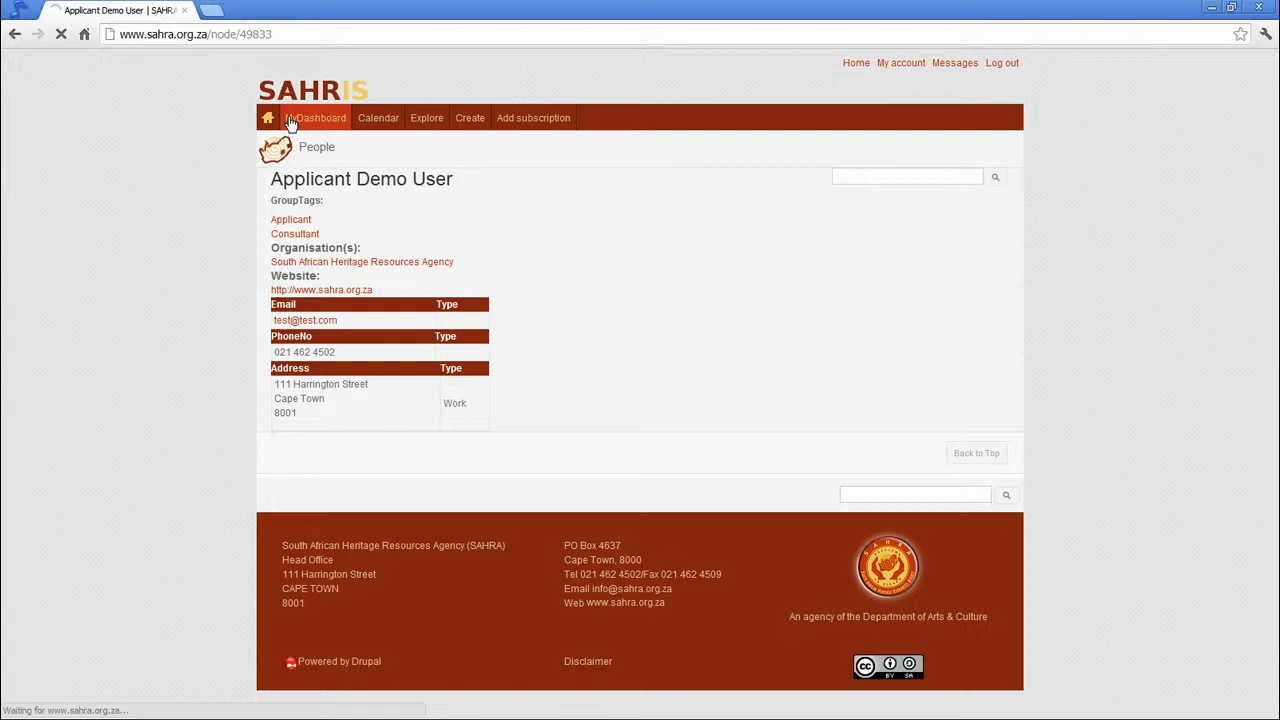 Applicant Demo User | SAHRA
www.sahra.org.za/node/49833
Home My account Messages Log out
SAHRIS
MyDashboard Calendar Explore Create Add subscription
People
Applicant Demo User
GroupTags:
Applicant
Consultant
Organisation(s):
South African Heritage Resources Agency
Website:
http://www.sahra.org.za
Email Type
test@test.com
PhoneNo Type
021 462 4502
Address Type
111 Harrington Street
Cape Town
8001
Work
Back to Top
South African Heritage Resources Agency (SAHRA)
Head Office
111 Harrington Street
CAPE TOWN
8001
PO Box 4637
Cape Town, 8000
Tel 021 462 4502/Fax 021 462 4509
Email info@sahra.org.za
Web www.sahra.org.za
SAHRA
An agency of the Department of Arts & Culture
Powered by Drupal
Disclaimer
cc BY SA
Waiting for www.sahra.org.za...